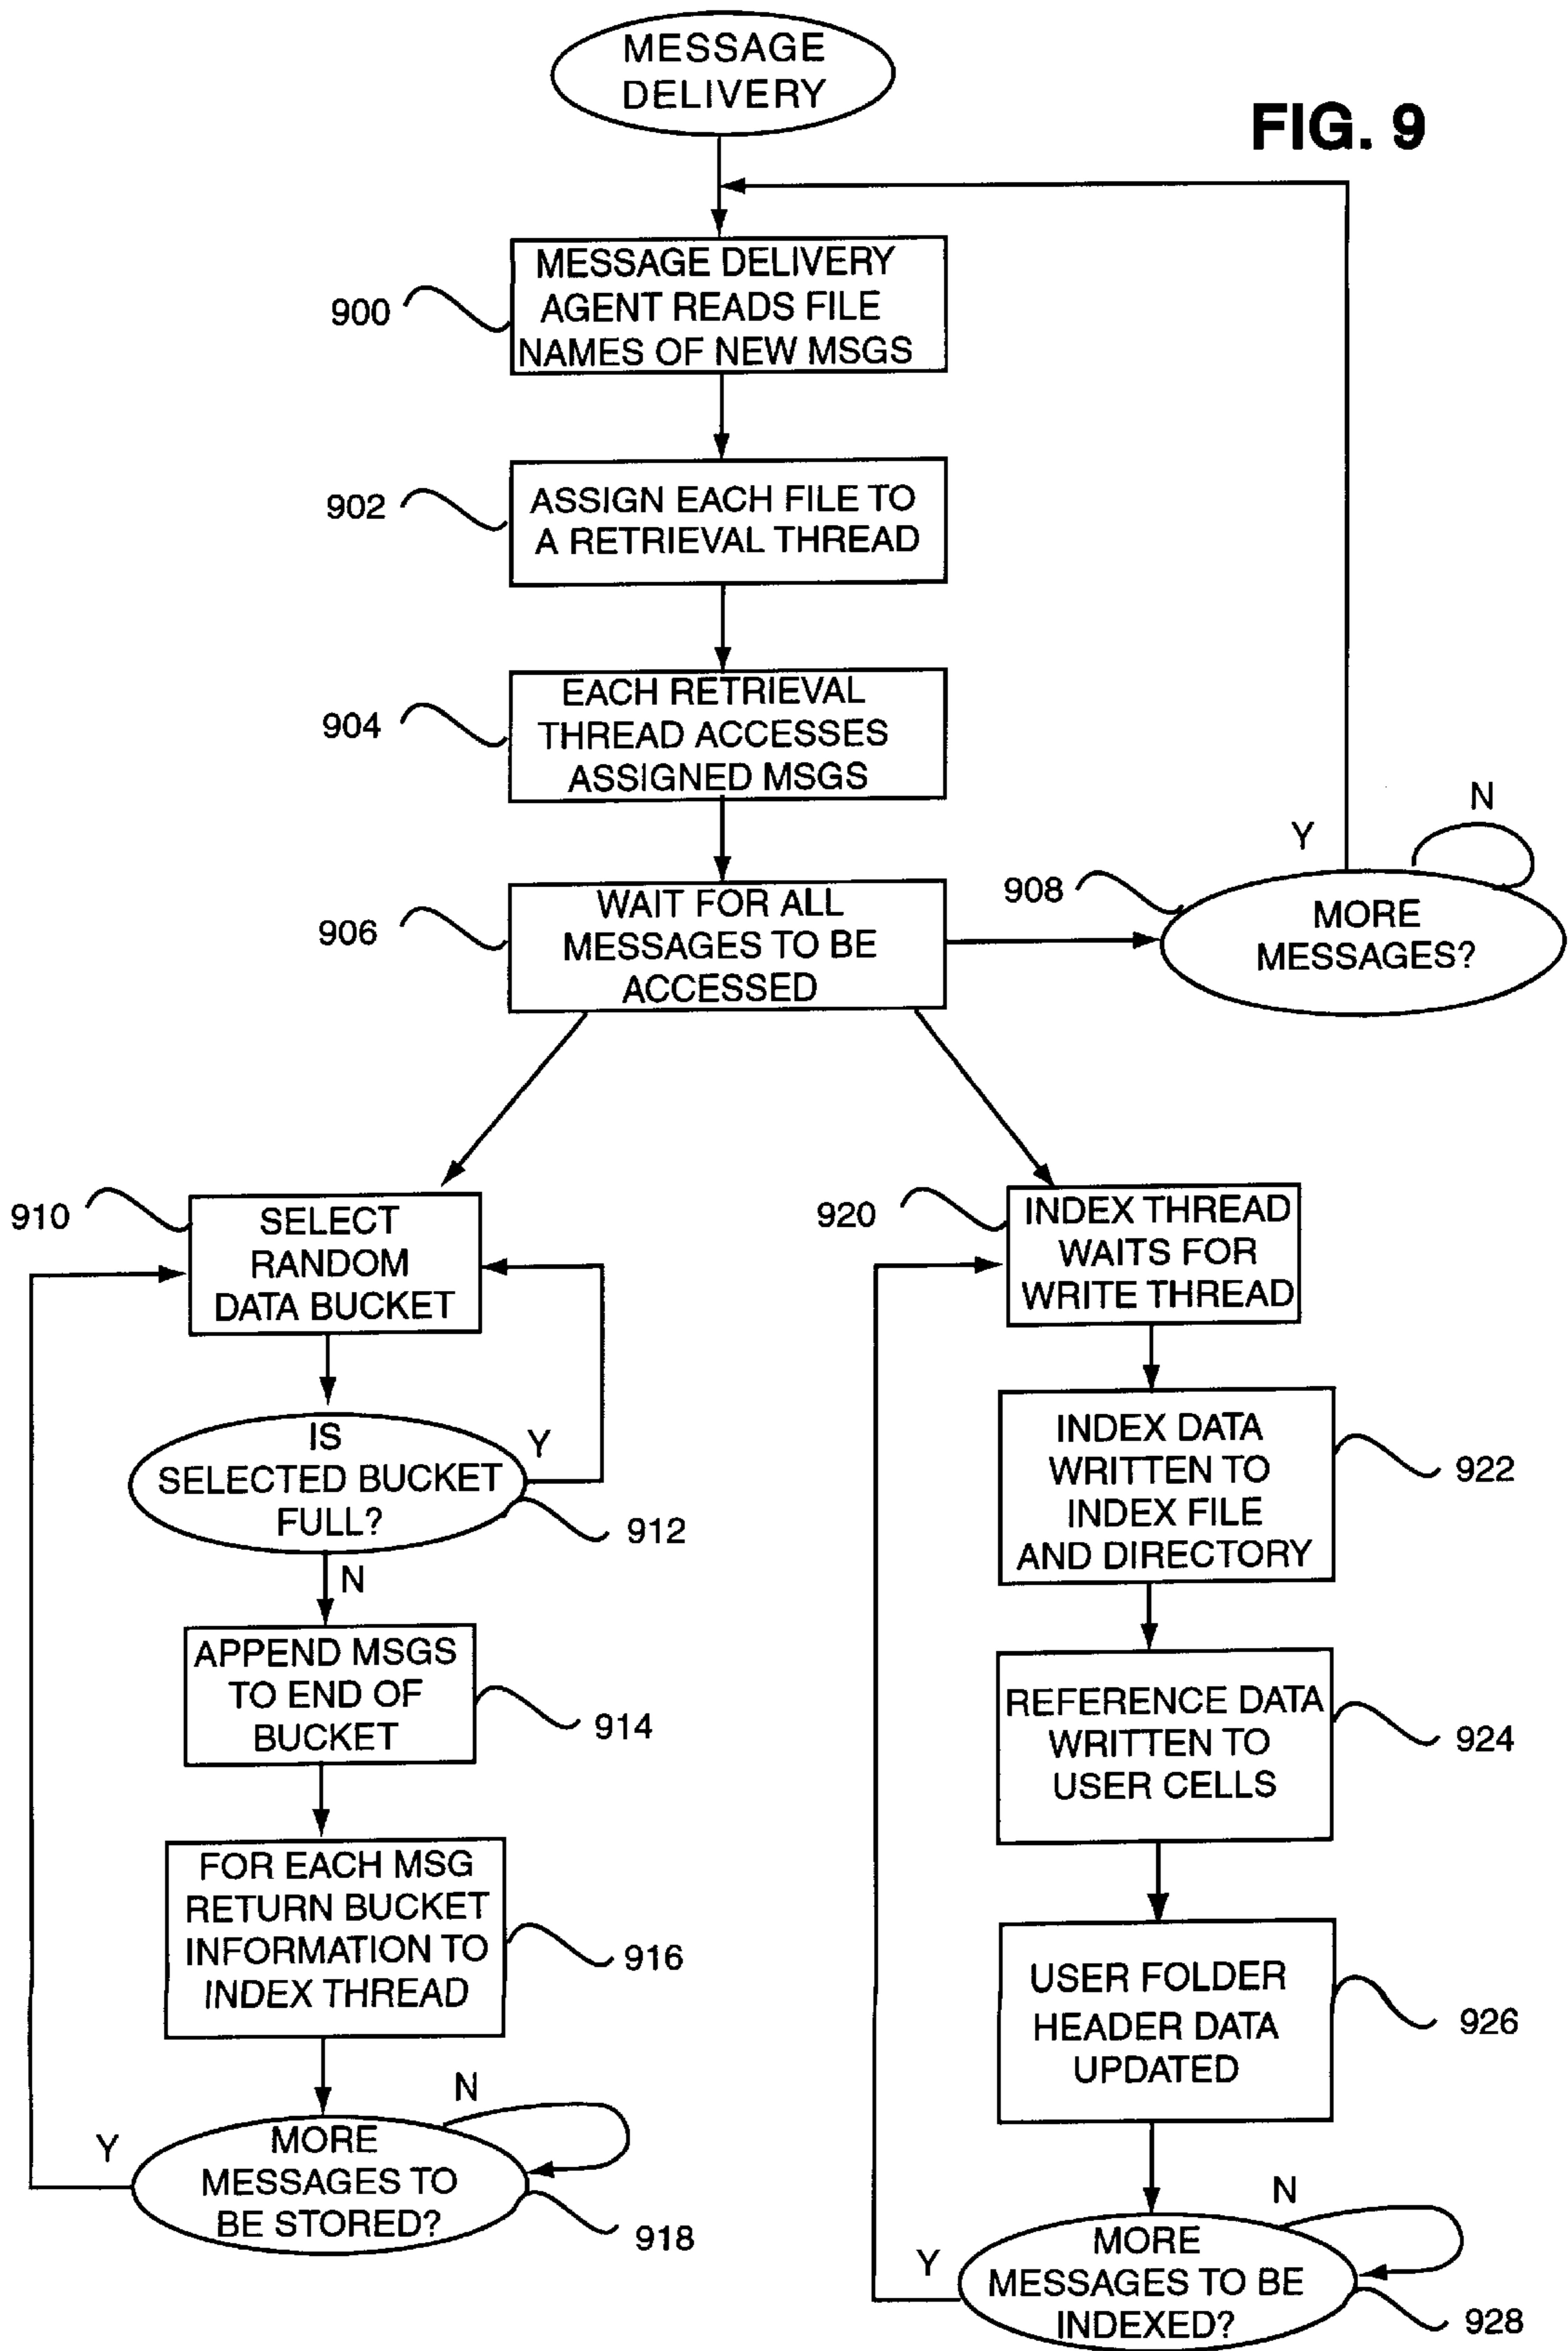 MESSAGE
DELIVERY
FIG. 9
900
MESSAGE DELIVERY
AGENT READS FILE
NAMES OF NEW MSGS
902
ASSIGN EACH FILE TO
A RETRIEVAL THREAD
904
EACH RETRIEVAL
THREAD ACCESSES
ASSIGNED MSGS
906
WAIT FOR ALL
MESSAGES TO BE
ACCESSED
908
Y
N
MORE
MESSAGES?
910
SELECT
RANDOM
DATA BUCKET
IS
SELECTED BUCKET
FULL?
Y
912
N
APPEND MSGS
TO END OF
BUCKET
914
FOR EACH MSG
RETURN BUCKET
INFORMATION TO
INDEX THREAD
916
N
Y
MORE
MESSAGES TO
BE STORED?
918
920
INDEX THREAD
WAITS FOR
WRITE THREAD
INDEX DATA
WRITTEN TO
INDEX FILE
AND DIRECTORY
922
REFERENCE DATA
WRITTEN TO
USER CELLS
924
USER FOLDER
HEADER DATA
UPDATED
926
N
Y
MORE
MESSAGES TO BE
INDEXED?
928